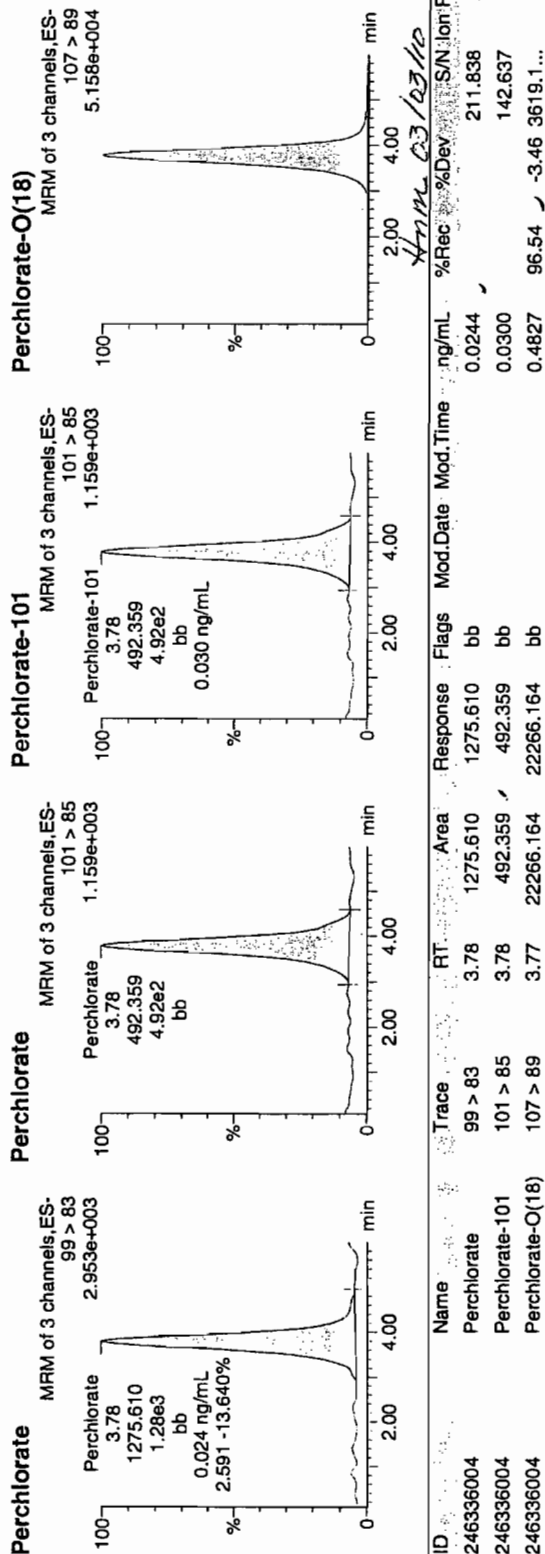 Perchlorate
MRM of 3 channels,ES-
99 > 83
2.953e+003
100
Perchlorate
3.78
1275.610
1.28e3
bb
0.024 ng/mL
2.591 -13.640%
%
0
2.00
4.00
min
Perchlorate
MRM of 3 channels,ES-
101 > 85
1.159e+003
100
Perchlorate
3.78
492.359
4.92e2
bb
%
0
2.00
4.00
min
Perchlorate-101
MRM of 3 channels,ES-
101 > 85
1.159e+003
100
Perchlorate-101
3.78
492.359
4.92e2
bb
0.030 ng/mL
%
0
2.00
4.00
min
Perchlorate-O(18)
MRM of 3 channels,ES-
107 > 89
5.158e+004
100
%
0
2.00
4.00
min
03/03/10
ID Name Trace RT Area Response Flags Mod.Date Mod.Time ng/mL %Rec %Dev S/N Ion
246336004 Perchlorate 99 > 83 3.78 1275.610 1275.610 bb 0.0244 211.838
246336004 Perchlorate-101 101 > 85 3.78 492.359 492.359 bb 0.0300 142.637
246336004 Perchlorate-O(18) 107 > 89 3.77 22266.164 22266.164 bb 0.4827 96.54 -3.46 3619.1...